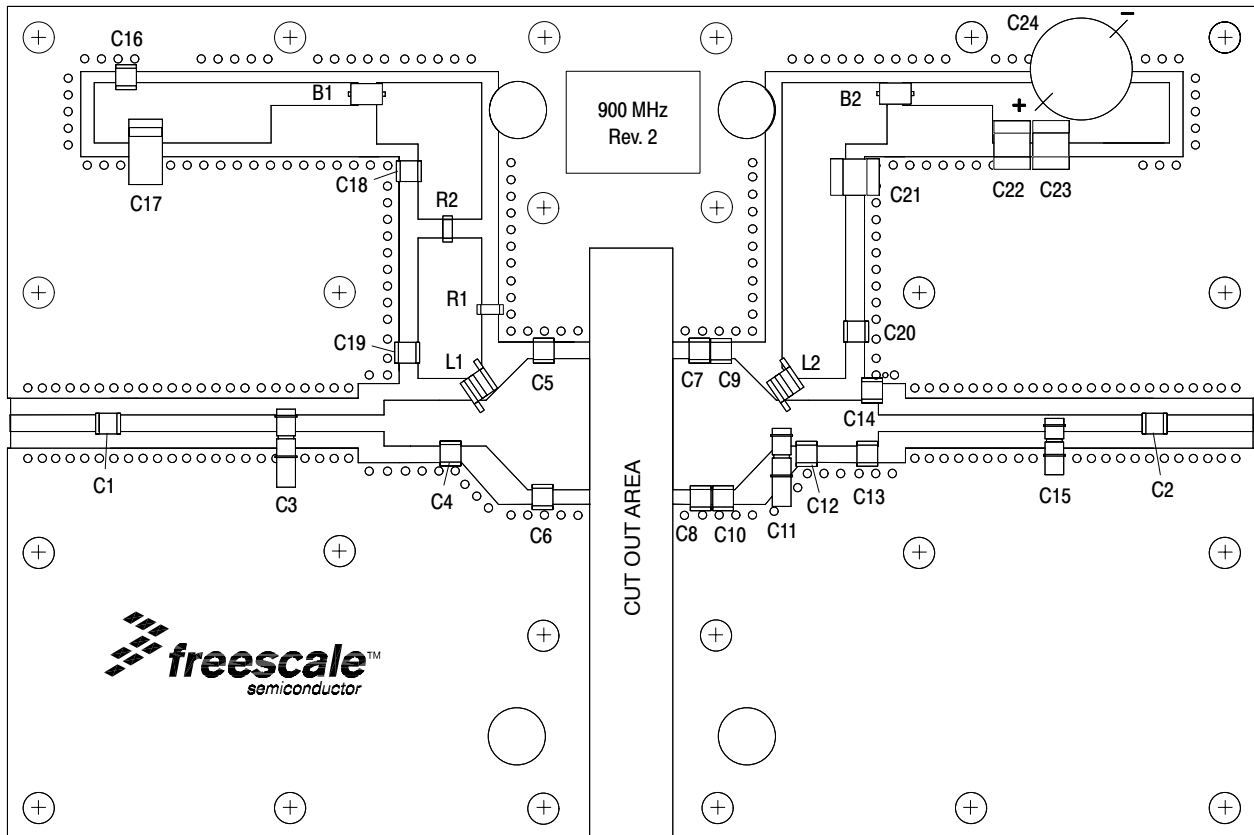 C24
−
C16
B1
B2
900 MHz
Rev. 2
+
C18
C17
C21
C22
C23
R2
R1
C20
C19
L1
L2
C5
C7
C9
C14
C1
C3
C4
C6
C8
C10
C11
C12
C13
C15
C2
CUT OUT AREA
freescale™
semiconductor